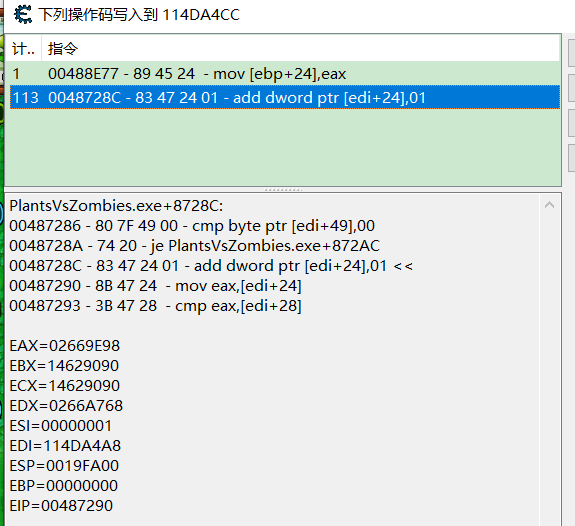 下列操作码写入到 114DA4CC
计.. 指令
1 00488E77 - 89 45 24 - mov [ebp+24],eax
113 0048728C - 83 47 24 01 - add dword ptr [edi+24],01
PlantsVsZombies.exe+8728C:
00487286 - 80 7F 49 00 - cmp byte ptr [edi+49],00
0048728A - 74 20 - je PlantsVsZombies.exe+872AC
0048728C - 83 47 24 01 - add dword ptr [edi+24],01 <<
00487290 - 8B 47 24 - mov eax,[edi+24]
00487293 - 3B 47 28 - cmp eax,[edi+28]
EAX=02669E98
EBX=14629090
ECX=14629090
EDX=0266A768
ESI=00000001
EDI=114DA4A8
ESP=0019FA00
EBP=00000000
EIP=00487290